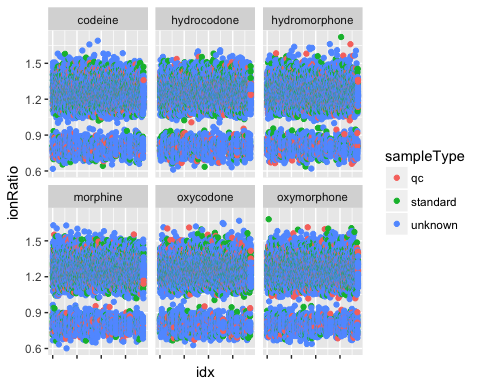 codeine hydrocodone hydromorphone
1.5
1.2
0.9
0.6
morphine oxycodone oxymorphone
1.5
1.2
0.9
0.6
ionRatio
idx
sampleType
qc
standard
unknown